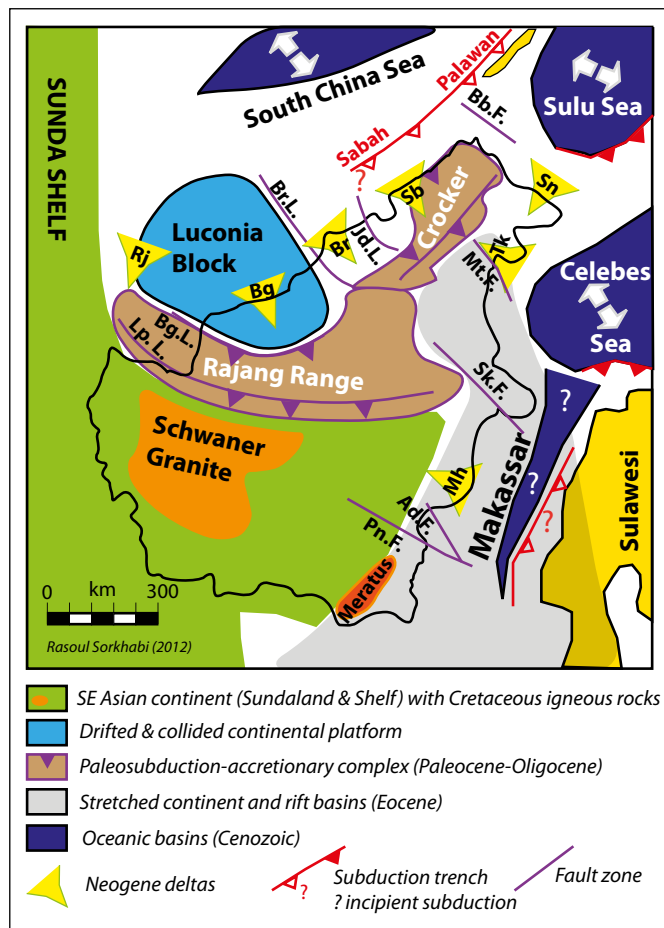 SUNDA SHELF
South China Sea
Palawan
Sabah
?
Bb.F.
Sulu Sea
Br.L.
Jd.L.
Sb
Crocker
Sn
Luconia
Block
Rj
Br
Bg
Tk
Mt.F.
Celebes
Sea
Bg.L.
Lp. L.
Rajang Range
Sk.F.
?
?
?
Makassar
Sulawesi
Schwaner
Granite
Mh
Ad.F.
Pn.F.
Meratus
km
0 300
Rasoul Sorkhabi (2012)
SE Asian continent (Sundaland & Shelf) with Cretaceous igneous rocks
Drifted & collided continental platform
Paleosubduction-accretionary complex (Paleocene-Oligocene)
Stretched continent and rift basins (Eocene)
Oceanic basins (Cenozoic)
Neogene deltas
?
Subduction trench
? incipient subduction
Fault zone